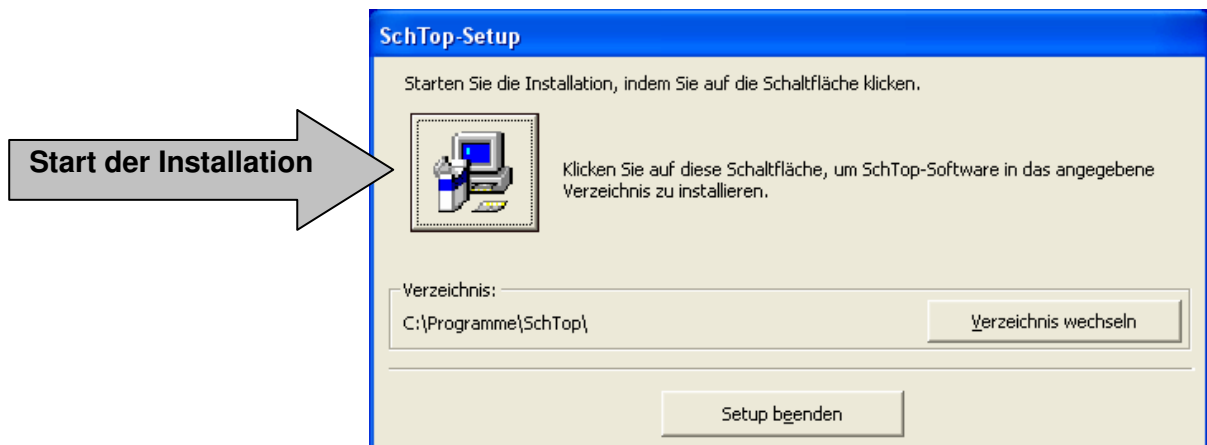 SchTop-Setup
Starten Sie die Installation, indem Sie auf die Schaltfläche klicken.
Start der Installation
Klicken Sie auf diese Schaltfläche, um SchTop-Software in das angegebene
Verzeichnis zu installieren.
Verzeichnis:
C:\Programme\SchTop\
Verzeichnis wechseln
Setup beenden